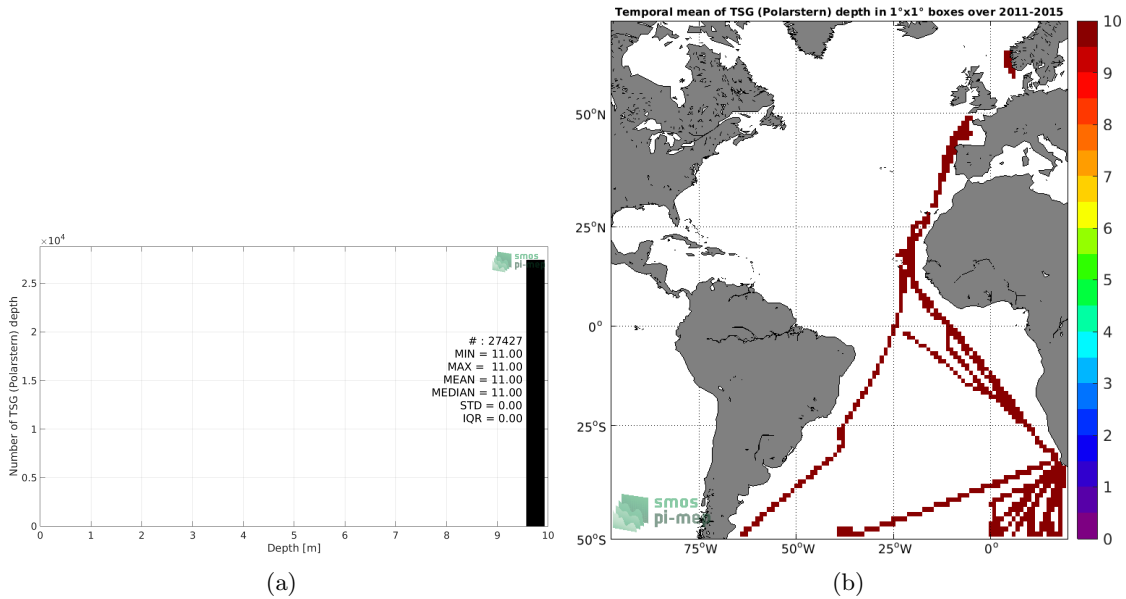 Temporal mean of TSG (Polarstern) depth in 1°x1° boxes over 2011-2015
×10⁴
2.5
2
1.5
1
0.5
0
Number of TSG (Polarstern) depth
smos
pi-me
# : 27427
MIN = 11.00
MAX = 11.00
MEAN = 11.00
MEDIAN = 11.00
STD = 0.00
IQR = 0.00
0 1 2 3 4 5 6 7 8 9 10
Depth [m]
(a)
50°N
25°N
0°
25°S
50°S
75°W 50°W 25°W 0°
smos
pi-mep
10
9
8
7
6
5
4
3
2
1
0
(b)